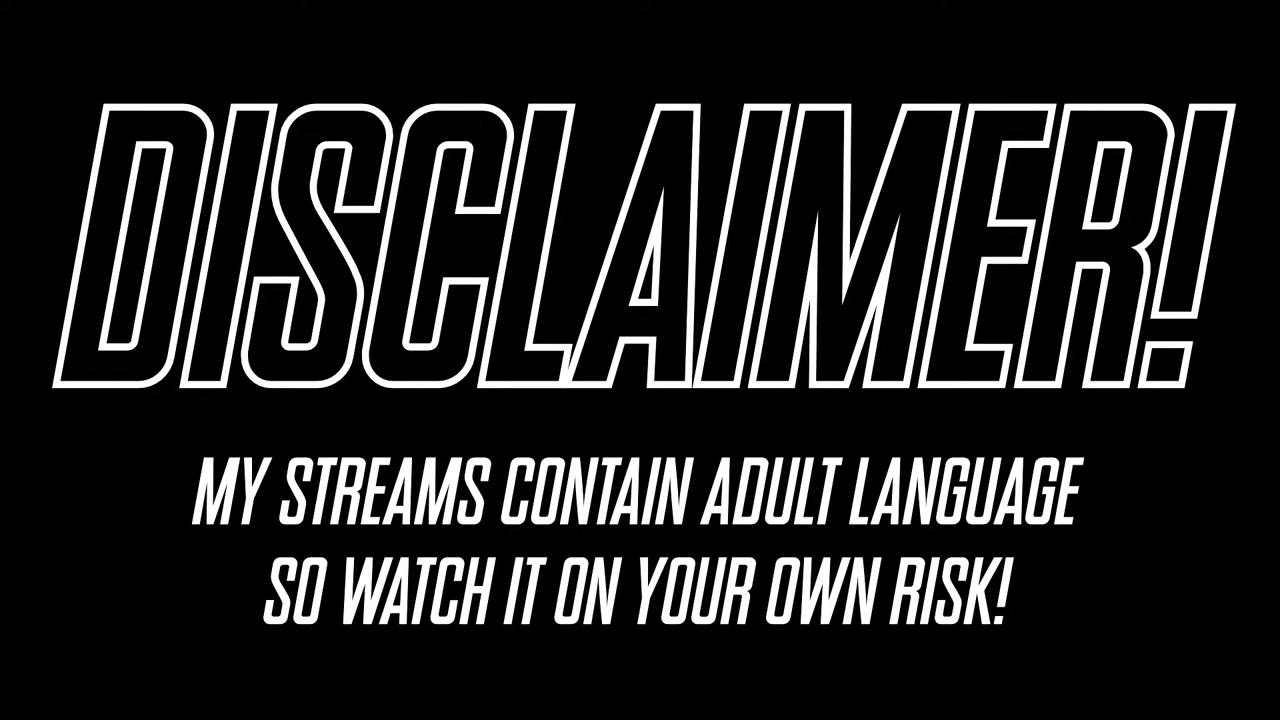 DISCLAIMER!
MY STREAMS CONTAIN ADULT LANGUAGE
SO WATCH IT ON YOUR OWN RISK!